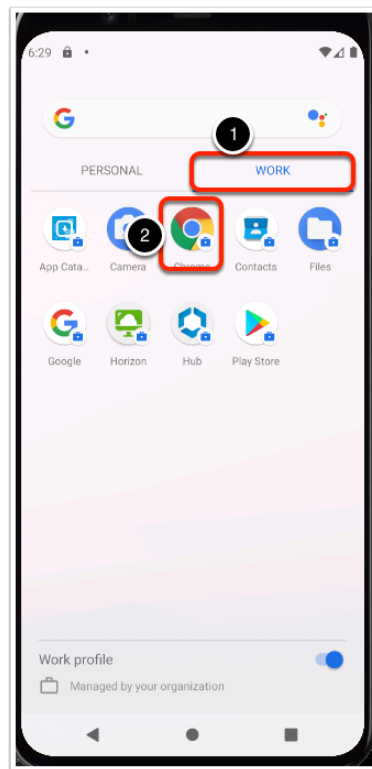 6:29
1
PERSONAL WORK
2
App Cata... Camera Chrome Contacts Files
Google Horizon Hub Play Store
Work profile
Managed by your organization